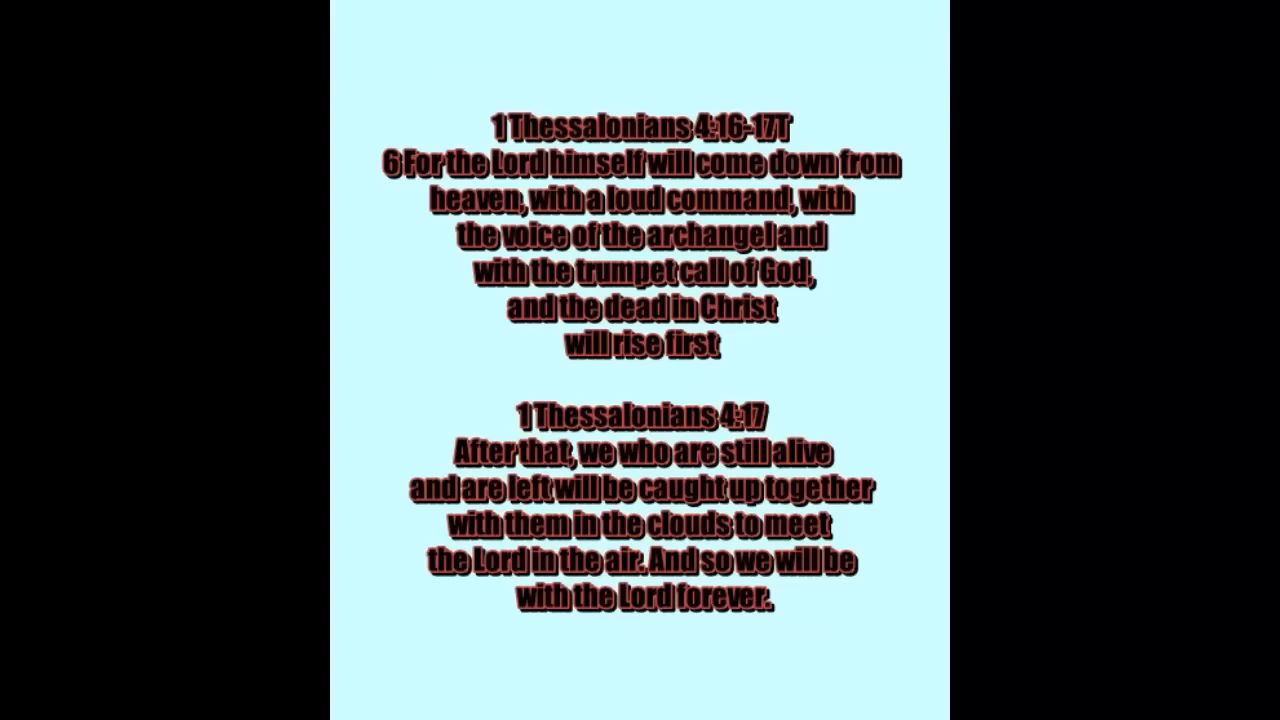 1 Thessalonians 4:16-17T
6 For the Lord himself will come down from
heaven, with a loud command, with
the voice of the archangel and
with the trumpet call of God,
and the dead in Christ
will rise first
1 Thessalonians 4:17
After that, we who are still alive
and are left will be caught up together
with them in the clouds to meet
the Lord in the air. And so we will be
with the Lord forever.